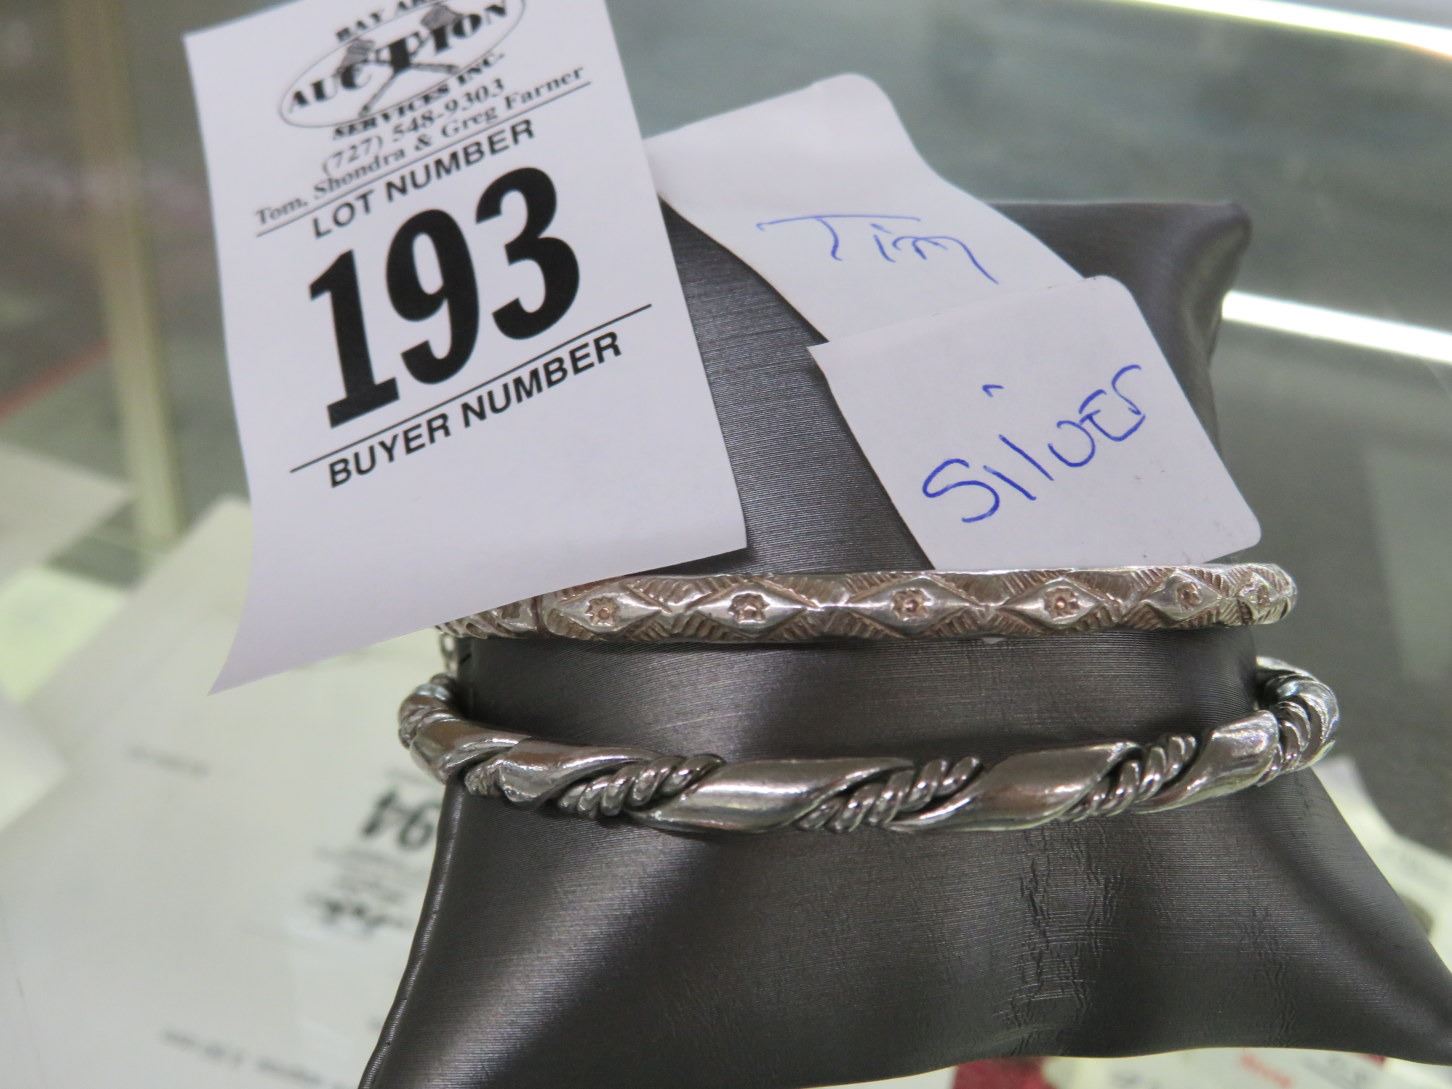 BAY AREA
AUCTION
SERVICES INC.
(727) 548-9303
Tom, Shondra & Greg Farner
LOT NUMBER
193
BUYER NUMBER
Tim
Silver
94